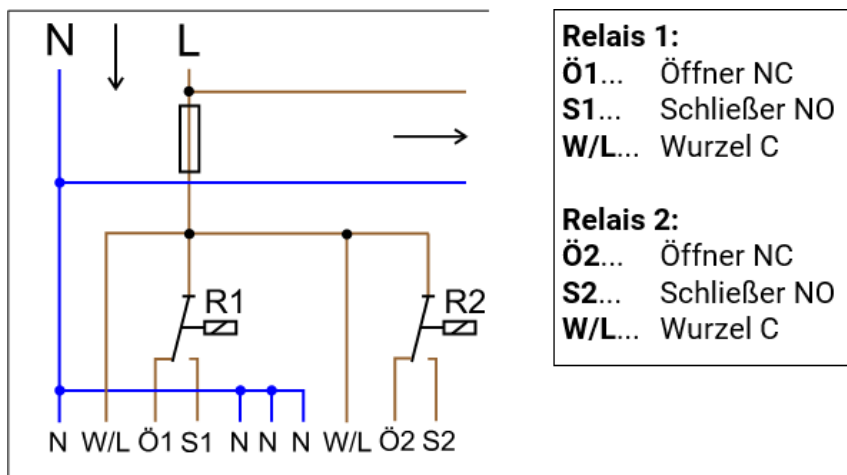 N L
R1 R2
N W/L Ö1 S1 N N N W/L Ö2 S2
Relais 1:
Ö1... Öffner NC
S1... Schließer NO
W/L... Wurzel C
Relais 2:
Ö2... Öffner NC
S2... Schließer NO
W/L... Wurzel C